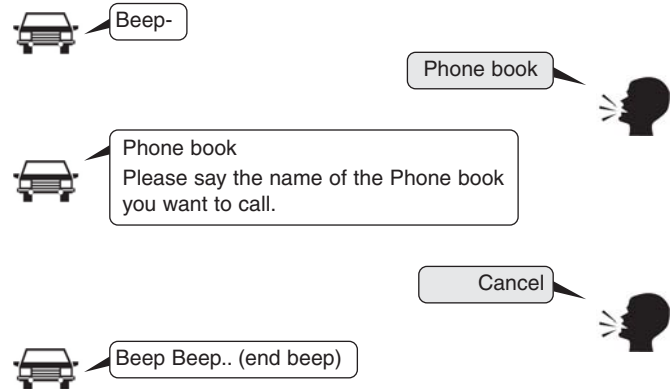 Beep-
Phone book
Phone book
Please say the name of the Phone book
you want to call.
Cancel
Beep Beep.. (end beep)